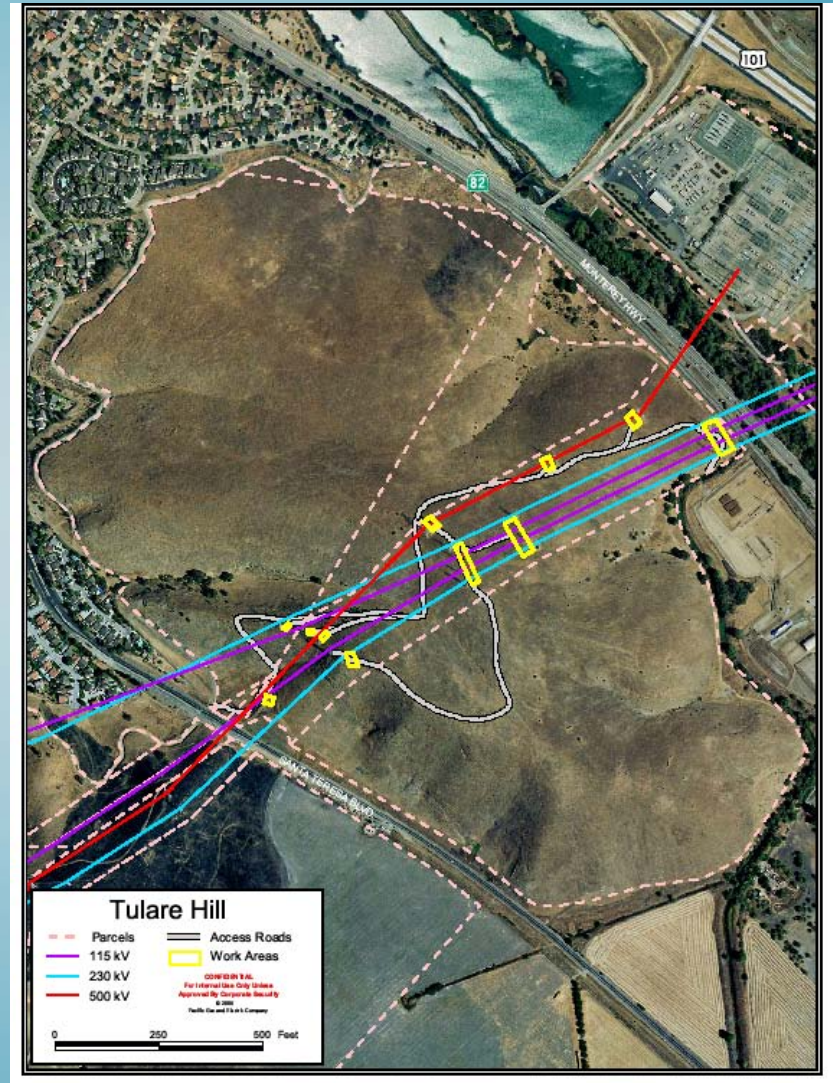 101
82
MONTEREY HWY
SANTA TERESA BLVD
Tulare Hill
Parcels
Access Roads
115 kV
Work Areas
230 kV
500 kV
CONFIDENTIAL
For Internal Use Only Unless
Approved By Corporate Security
Pacific Gas and Electric Company
0 250 500 Feet